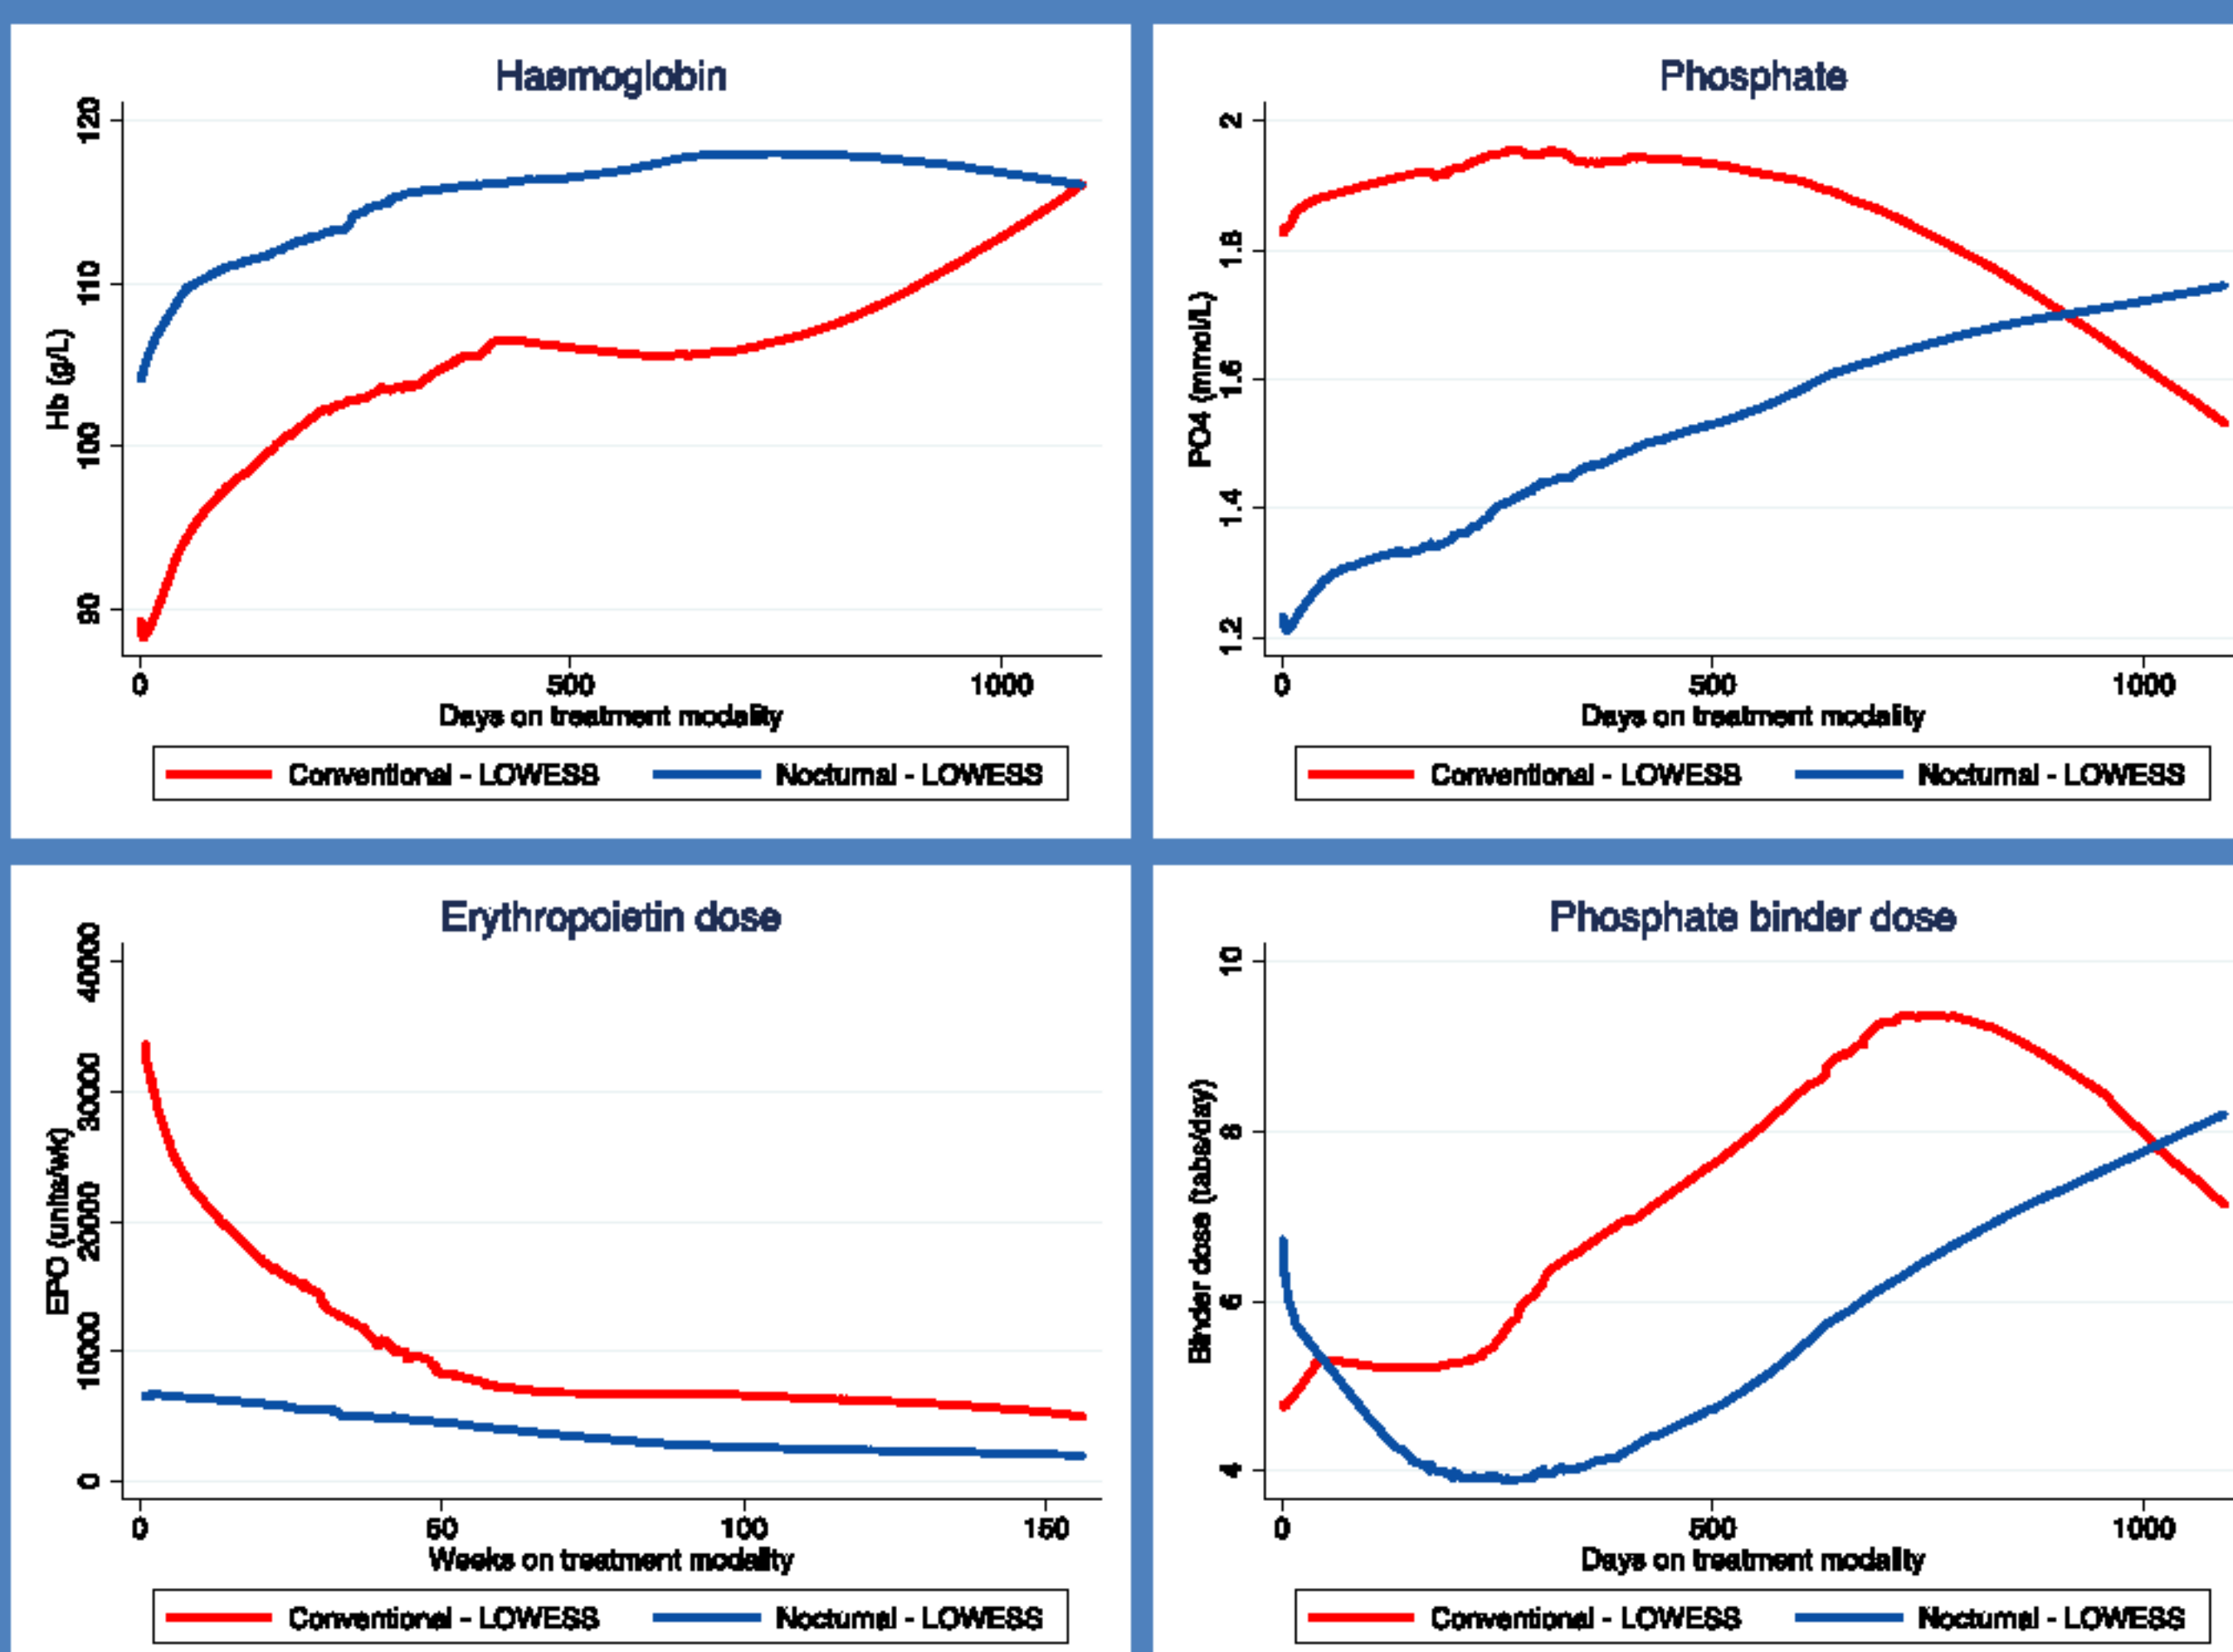 Haemoglobin
120
110
100
90
Hb (g/L)
0 500 1000
Days on treatment modality
Conventional - LOWESS Nocturnal - LOWESS
Phosphate
2
1.8
1.6
1.4
1.2
PO4 (mmol/L)
0 500 1000
Days on treatment modality
Conventional - LOWESS Nocturnal - LOWESS
Erythropoietin dose
40000
30000
20000
10000
0
EPO (units/wk)
0 50 100 150
Weeks on treatment modality
Conventional - LOWESS Nocturnal - LOWESS
Phosphate binder dose
10
8
6
4
Binder dose (tabs/day)
0 500 1000
Days on treatment modality
Conventional - LOWESS Nocturnal - LOWESS